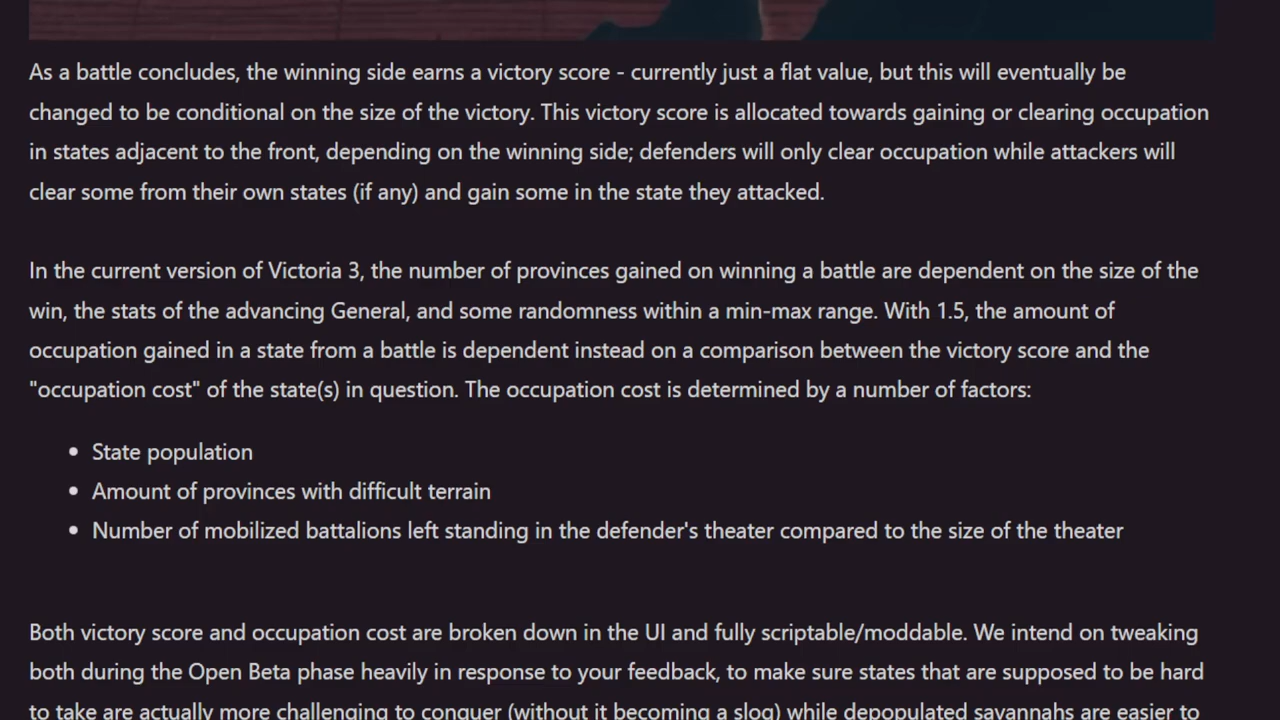 As a battle concludes, the winning side earns a victory score - currently just a flat value, but this will eventually be
changed to be conditional on the size of the victory. This victory score is allocated towards gaining or clearing occupation
in states adjacent to the front, depending on the winning side; defenders will only clear occupation while attackers will
clear some from their own states (if any) and gain some in the state they attacked.
In the current version of Victoria 3, the number of provinces gained on winning a battle are dependent on the size of the
win, the stats of the advancing General, and some randomness within a min-max range. With 1.5, the amount of
occupation gained in a state from a battle is dependent instead on a comparison between the victory score and the
"occupation cost" of the state(s) in question. The occupation cost is determined by a number of factors:
• State population
• Amount of provinces with difficult terrain
• Number of mobilized battalions left standing in the defender's theater compared to the size of the theater
Both victory score and occupation cost are broken down in the UI and fully scriptable/moddable. We intend on tweaking
both during the Open Beta phase heavily in response to your feedback, to make sure states that are supposed to be hard
to take are actually more challenging to conquer (without it becoming a slog) while depopulated savannahs are easier to